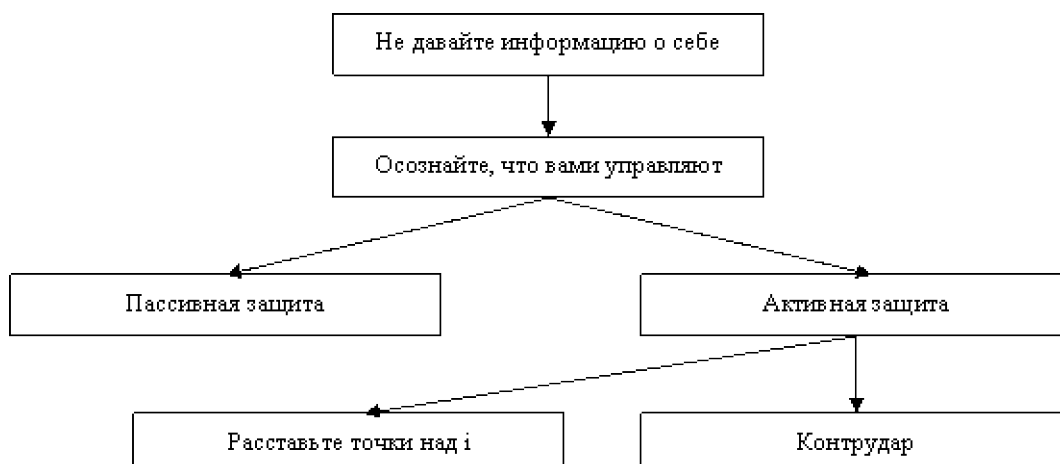 Не давайте информацию о себе
Осознайте, что вами управляют
Пассивная защита
Активная защита
Расставьте точки над i
Контрудар